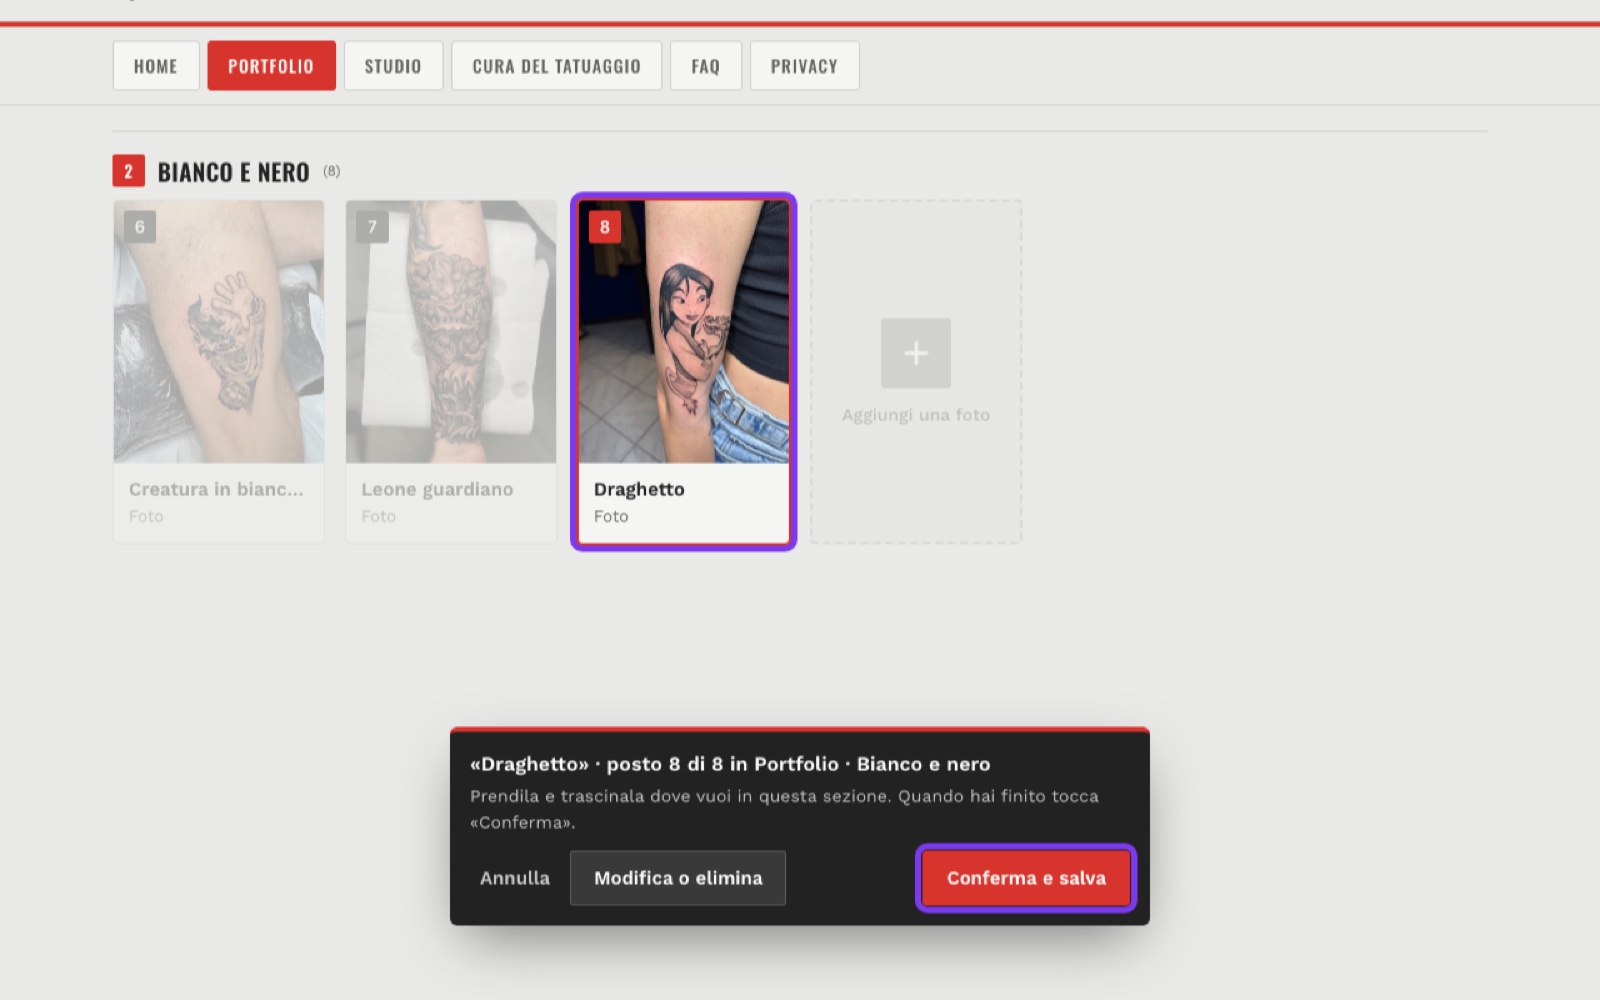 HOME
PORTFOLIO
STUDIO
CURA DEL TATUAGGIO
FAQ
PRIVACY
2 BIANCO E NERO (8)
6
7
8
Aggiungi una foto
Creatura in bianc...
Foto
Leone guardiano
Foto
Draghetto
Foto
«Draghetto» · posto 8 di 8 in Portfolio · Bianco e nero
Prendila e trascinala dove vuoi in questa sezione. Quando hai finito tocca
«Conferma».
Annulla
Modifica o elimina
Conferma e salva